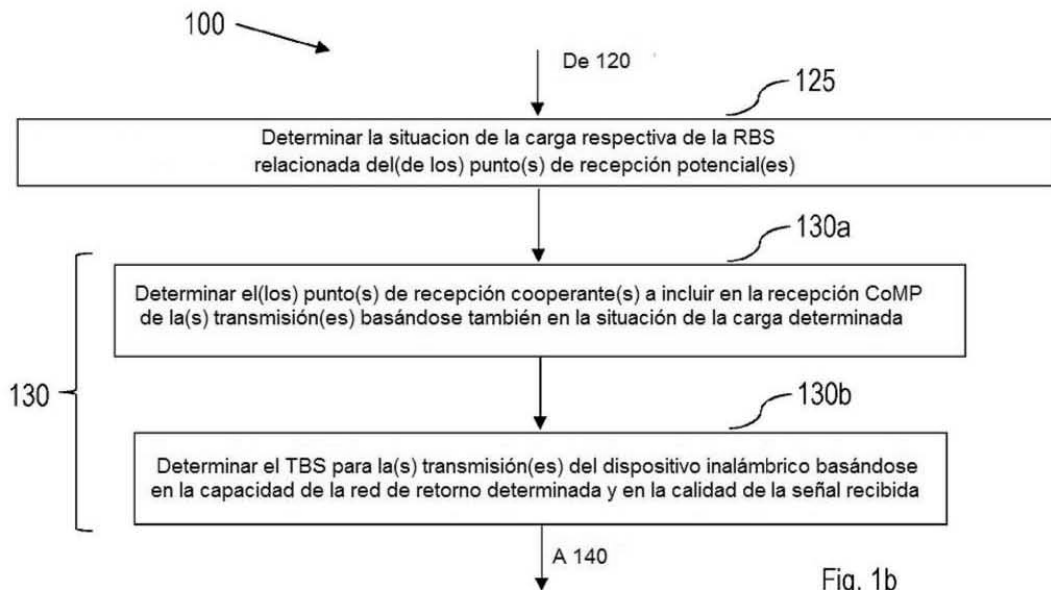 100
De 120
125
Determinar la situacion de la carga respectiva de la RBS
relacionada del(de los) punto(s) de recepción potencial(es)
130a
Determinar el(los) punto(s) de recepción cooperante(s) a incluir en la recepción CoMP
de la(s) transmisión(es) basándose también en la situación de la carga determinada
130
130b
Determinar el TBS para la(s) transmisión(es) del dispositivo inalámbrico basándose
en la capacidad de la red de retorno determinada y en la calidad de la señal recibida
A 140
Fig. 1b